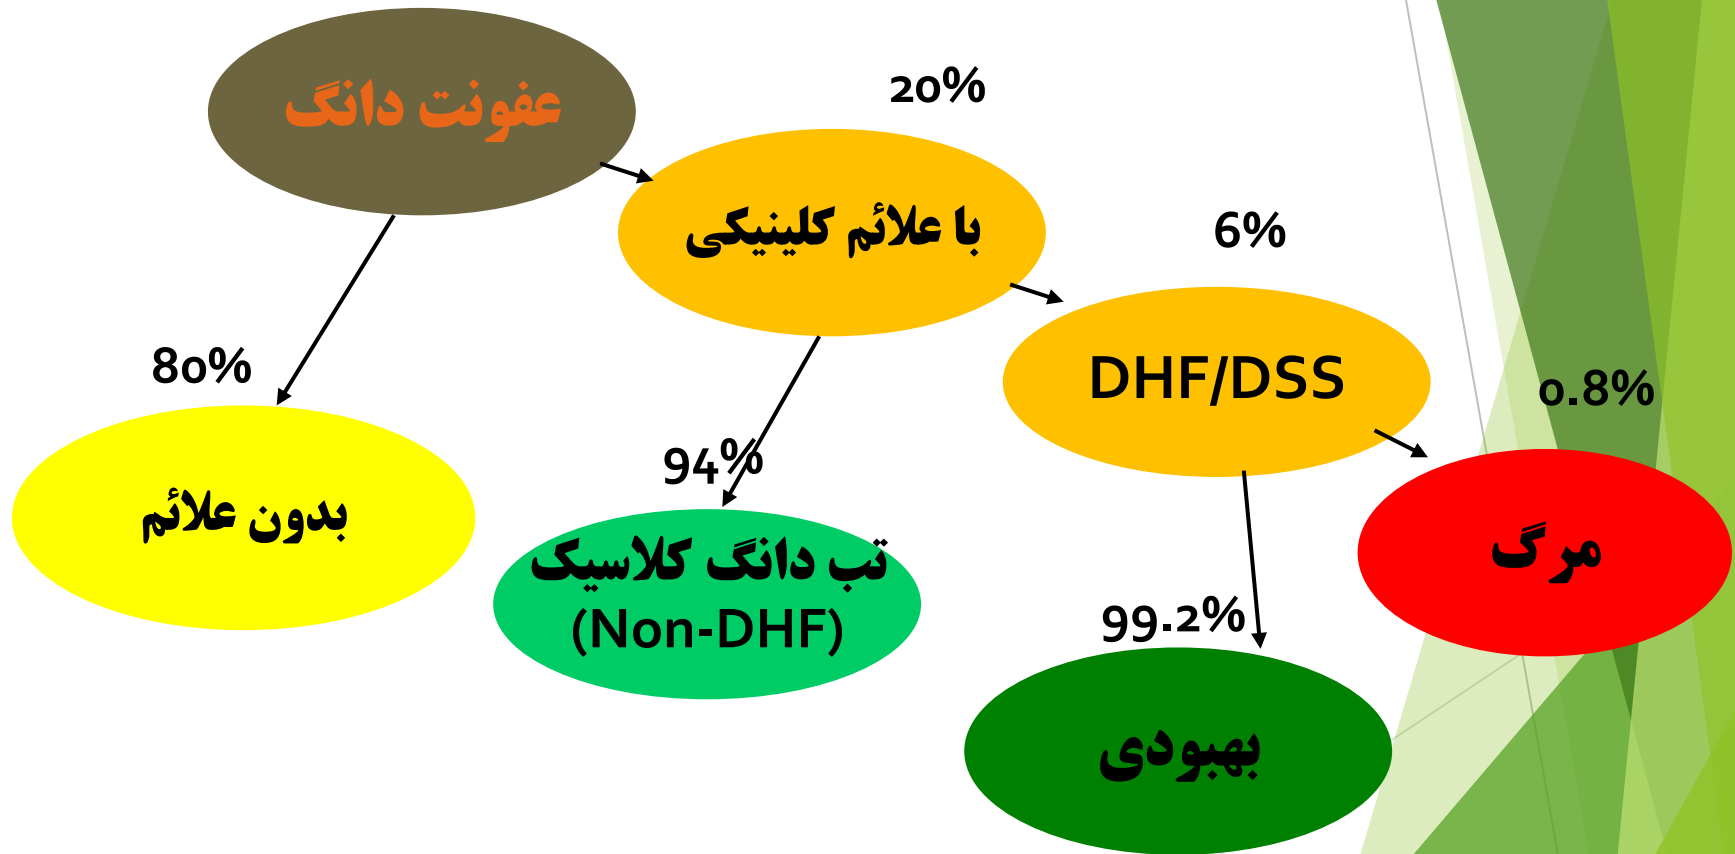 عفونت دانگ
20%
با علائم کلینیکی
6%
80%
DHF/DSS
0.8%
94%
بدون علائم
تب دانگ کلاسیک
(Non-DHF)
مرگ
99.2%
بهبودی